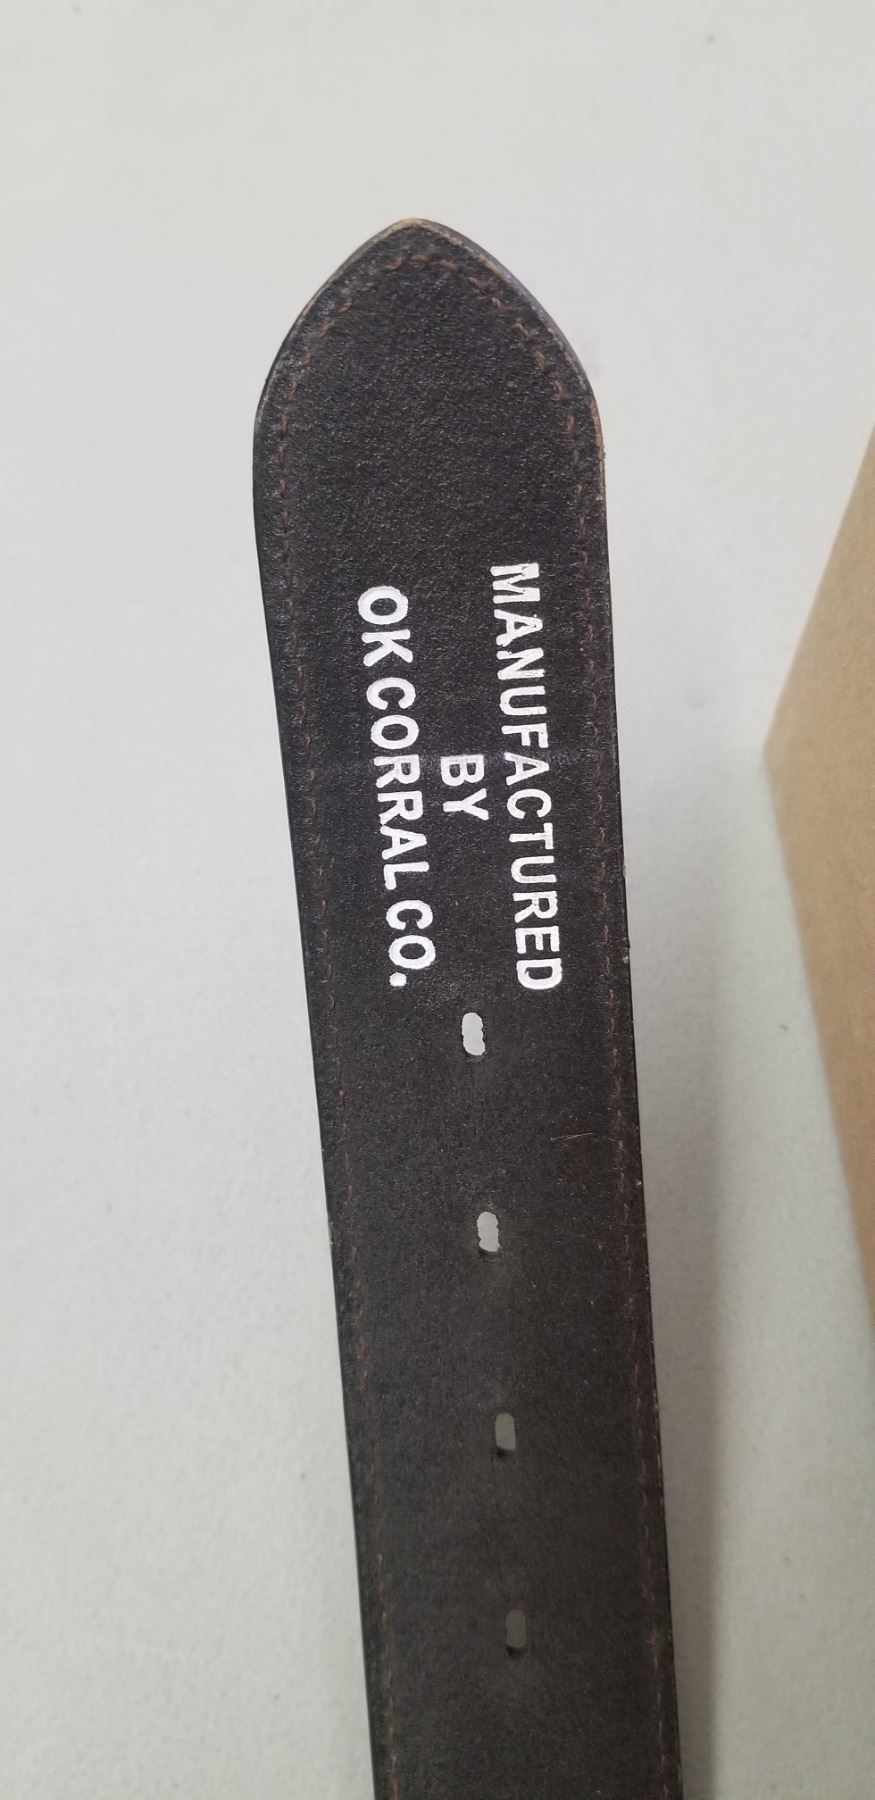 MANUFACTURED
BY
OK CORRAL CO.